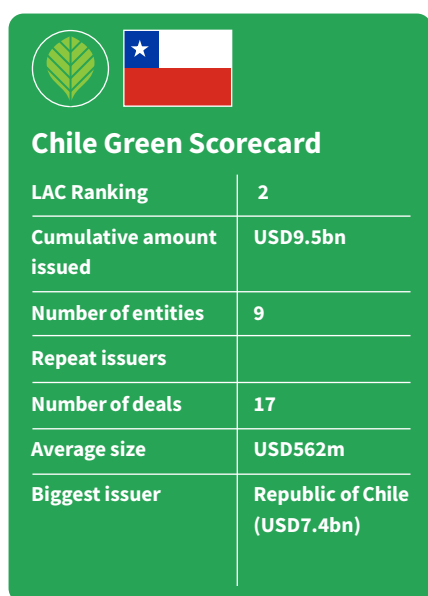 Chile Green Scorecard
LAC Ranking 2
Cumulative amount USD9.5bn
issued
Number of entities 9
Repeat issuers
Number of deals 17
Average size USD562m
Biggest issuer Republic of Chile
(USD7.4bn)